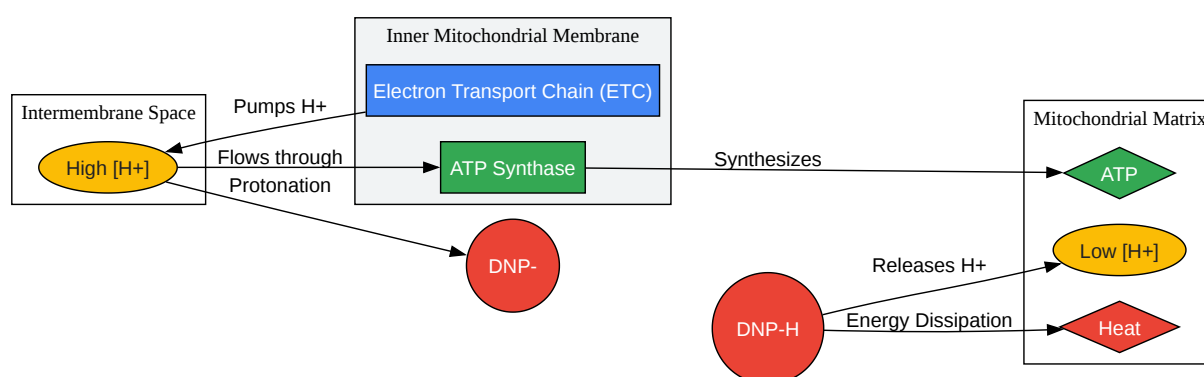 Inner Mitochondrial Membrane
Electron Transport Chain (ETC)
Intermembrane Space
Pumps H+
Mitochondrial Matrix
High [H+]
Flows through
ATP Synthase
Synthesizes
ATP
Protonation
DNP-
Low [H+]
Releases H+
DNP-H
Energy Dissipation
Heat